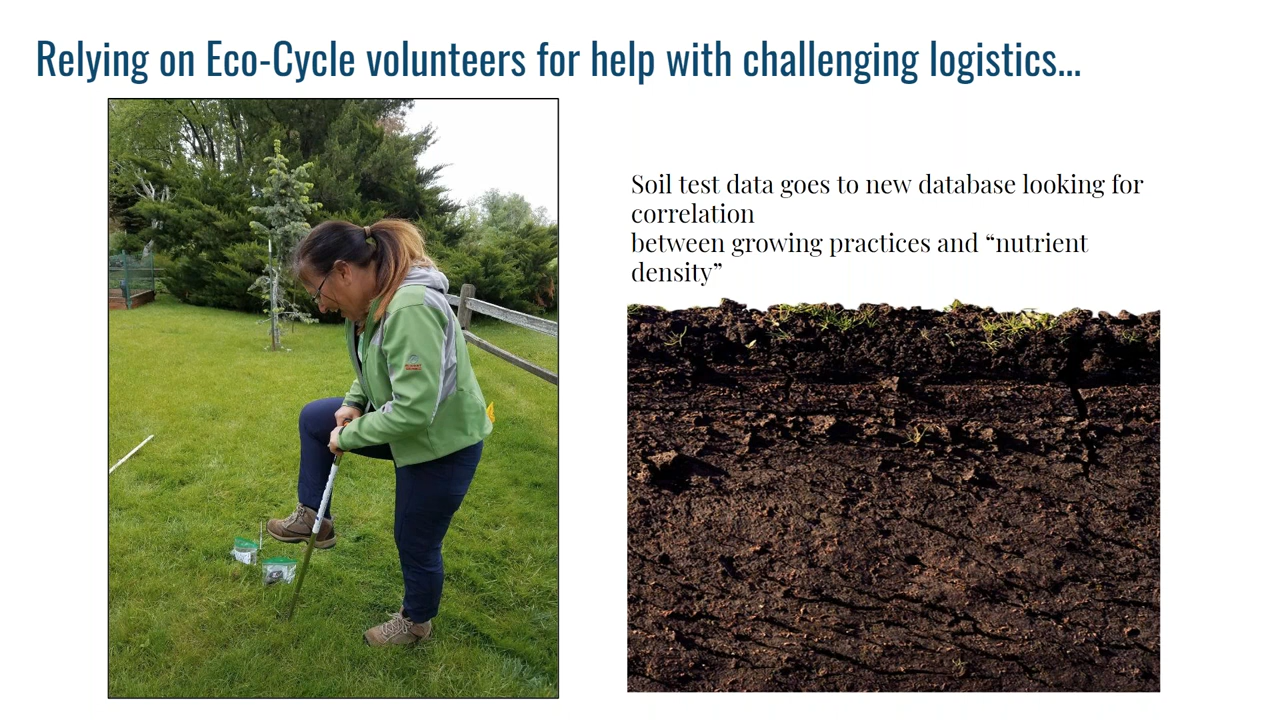 Relying on Eco-Cycle volunteers for help with challenging logistics...
Soil test data goes to new database looking for
correlation
between growing practices and “nutrient
density”